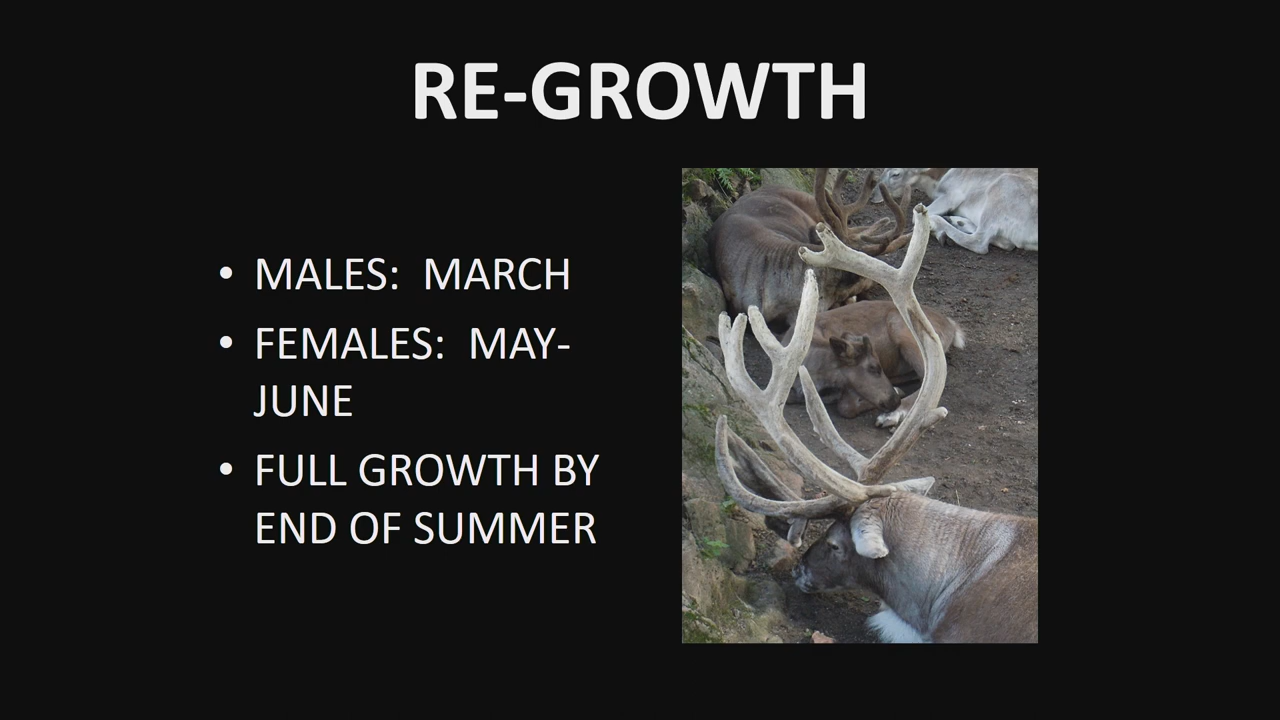 RE-GROWTH
• MALES:  MARCH
• FEMALES:  MAY-
JUNE
• FULL GROWTH BY
END OF SUMMER